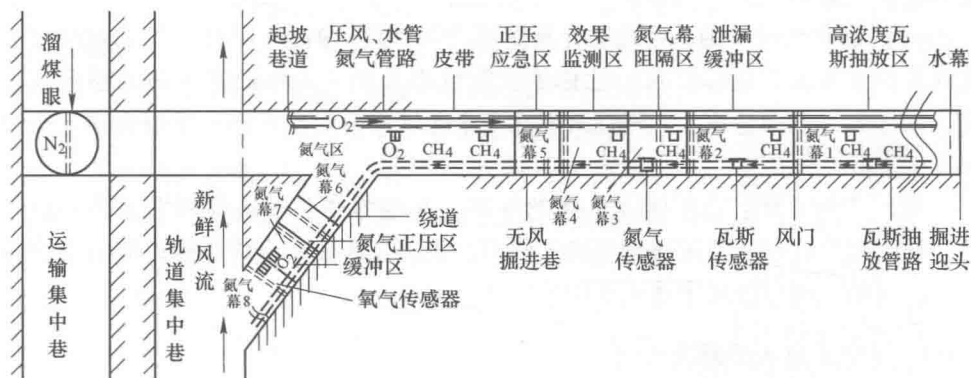 溜煤眼
起坡
巷道
压风、水管
氮气管路
皮带
正压
应急区
效果
监测区
氮气幕
阻隔区
泄漏
缓冲区
高浓度瓦
斯抽放区
水幕
N2
O2
O2
CH4
CH4
氮气
幕5
CH4
CH4
氮气
幕2
CH4
氮气
幕1
CH4
CH4
氮气区
氮气
幕6
氮气
幕7
O2
氮气
幕8
氮气
幕4
氮气
幕3
绕道
氮气正压区
缓冲区
氧气传感器
无风
掘进巷
氮气
传感器
瓦斯
传感器
风门
瓦斯抽
放管路
掘进
迎头
新鲜风流
运输集中巷
轨道集中巷